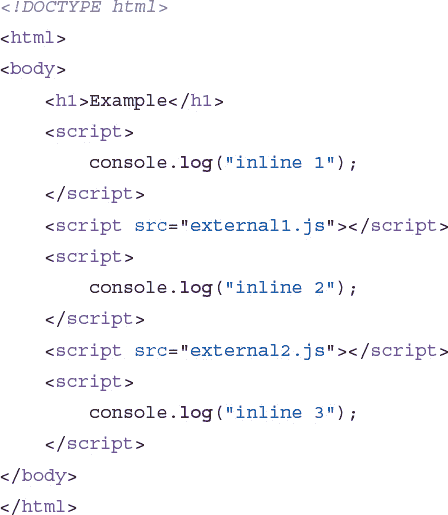 <!DOCTYPE html>
<html>
<body>
    <h1>Example</h1>
    <script>
        console.log("inline 1");
    </script>
    <script src="external1.js"></script>
    <script>
        console.log("inline 2");
    </script>
    <script src="external2.js"></script>
    <script>
        console.log("inline 3");
    </script>
</body>
</html>